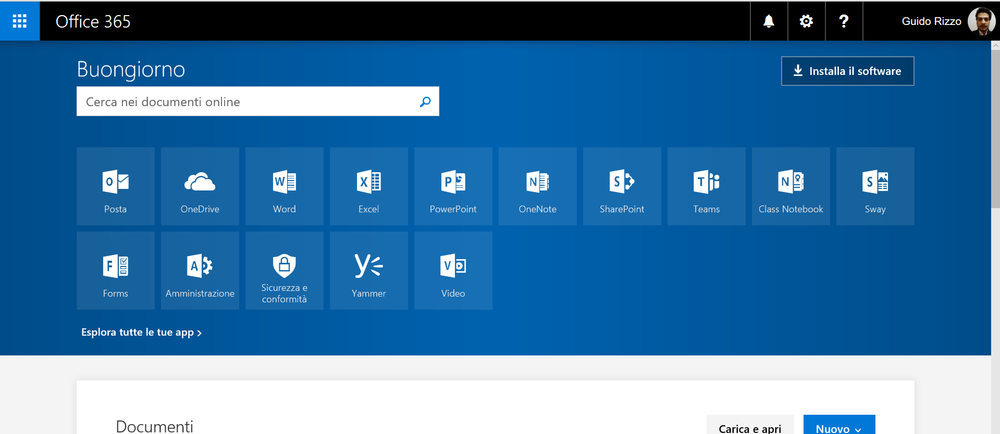 Office 365
Guido Rizzo
Buongiorno
Installa il software
Cerca nei documenti online
Posta
OneDrive
Word
Excel
PowerPoint
OneNote
SharePoint
Teams
Class Notebook
Sway
Forms
Amministrazione
Sicurezza e
conformità
Yammer
Video
Esplora tutte le tue app
Documenti
Carica e apri
Nuovo